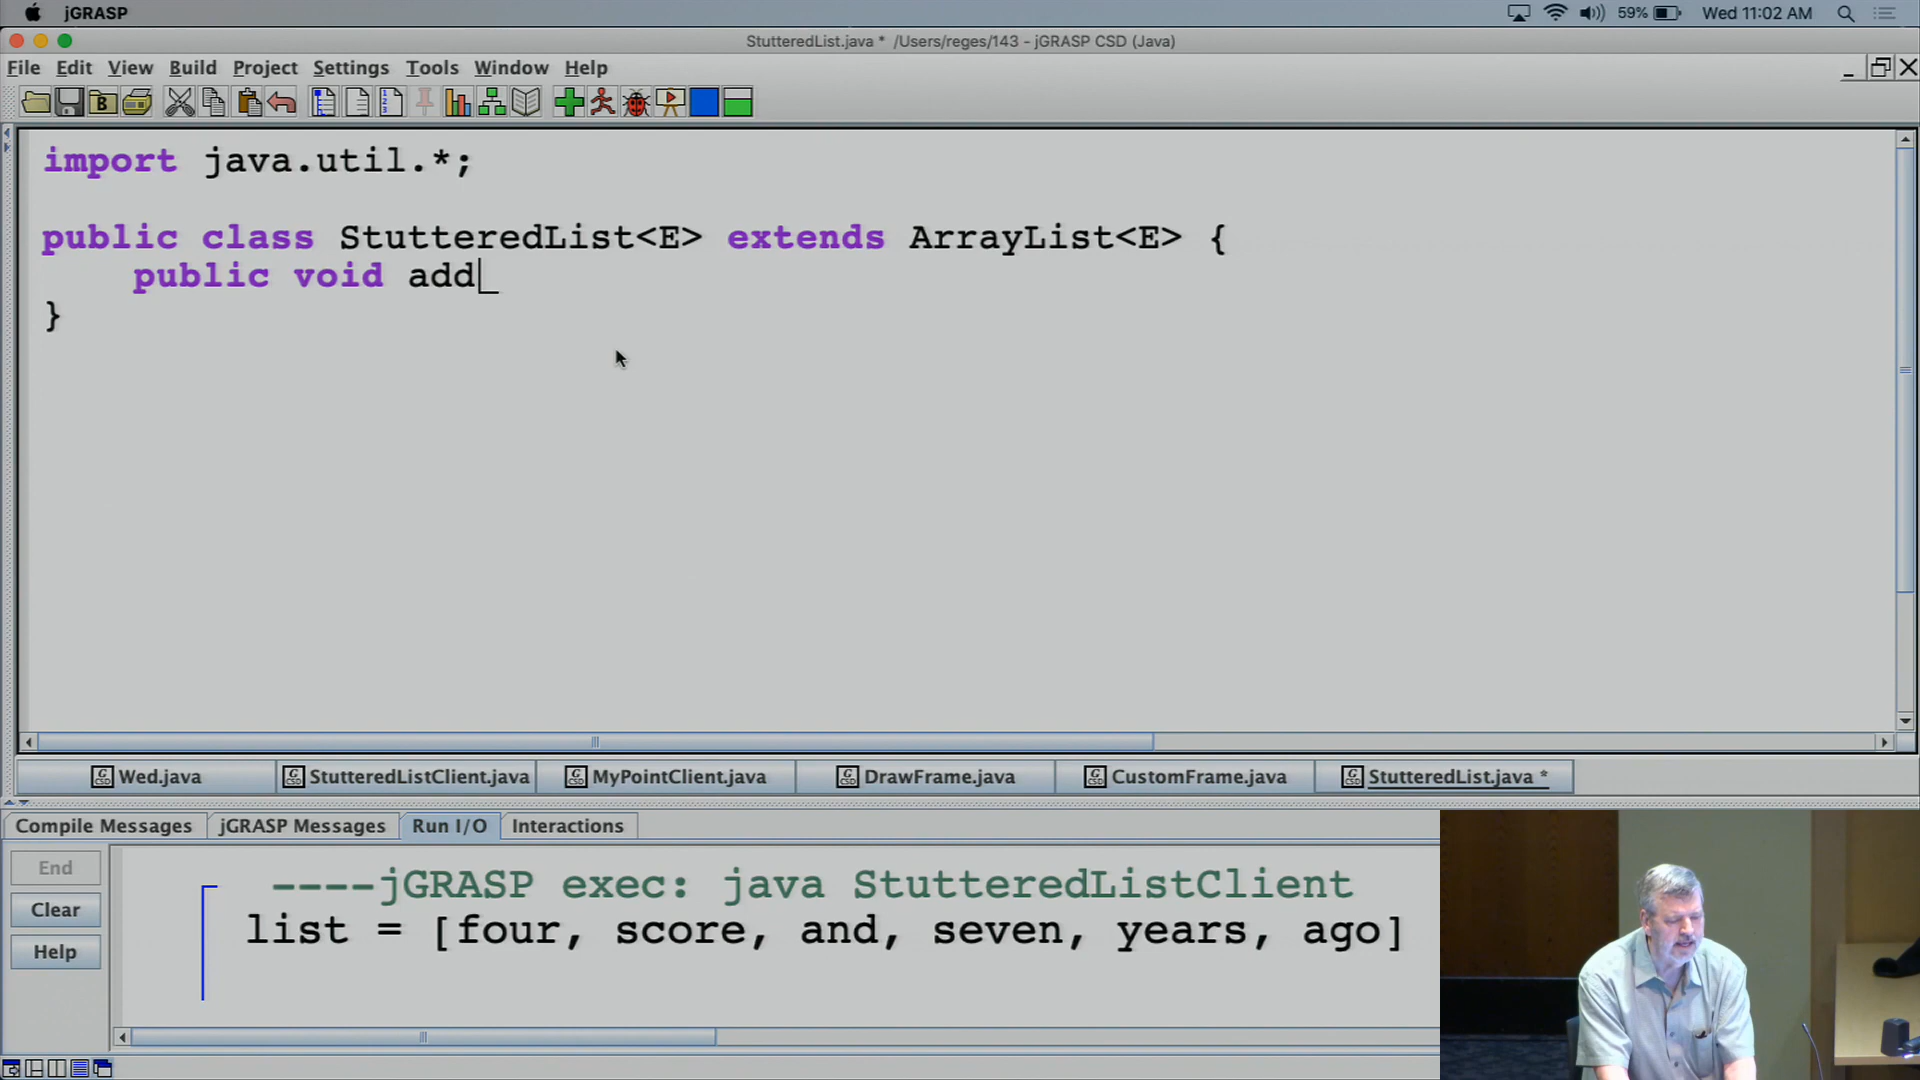 jGRASP
59%
Wed 11:02 AM
StutteredList.java * /Users/reges/143 - jGRASP CSD (Java)
File Edit View Build Project Settings Tools Window Help
import java.util.*;
public class StutteredList<E> extends ArrayList<E> {
public void add
}
Wed.java
StutteredListClient.java
MyPointClient.java
DrawFrame.java
CustomFrame.java
StutteredList.java *
Compile Messages
jGRASP Messages
Run I/O
Interactions
End
Clear
Help
----jGRASP exec: java StutteredListClient
list = [four, score, and, seven, years, ago]